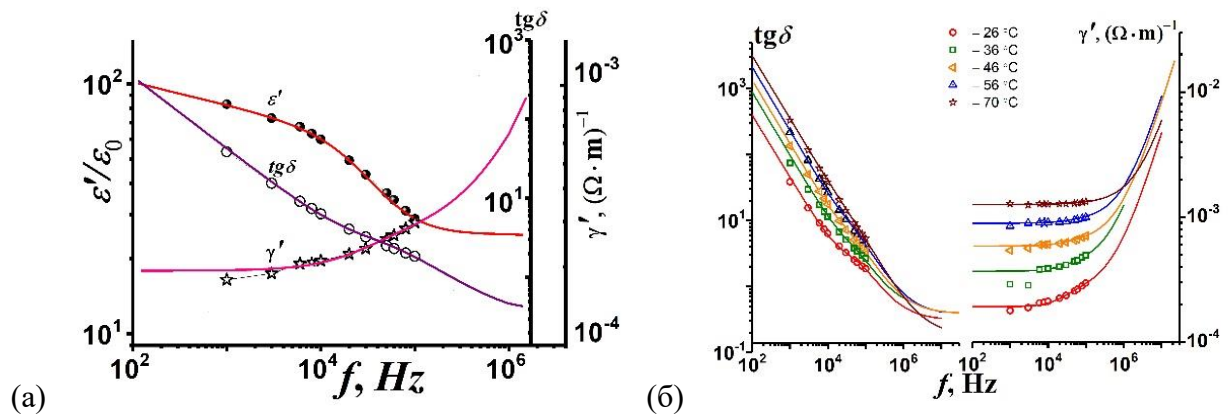 tgδ
10³
10²
ε'/ε₀
10¹
ε'
tgδ
γ'
10¹
10⁻³
γ', (Ω·m)⁻¹
10⁻⁴
10²
10⁴
10⁶
f, Hz
(а)
tgδ
10³
10¹
10⁻¹
− 26 °C
− 36 °C
− 46 °C
− 56 °C
− 70 °C
γ', (Ω·m)⁻¹
10⁻²
10⁻³
10⁻⁴
10²
10⁴
10⁶
10²
10⁴
10⁶
f, Hz
(б)